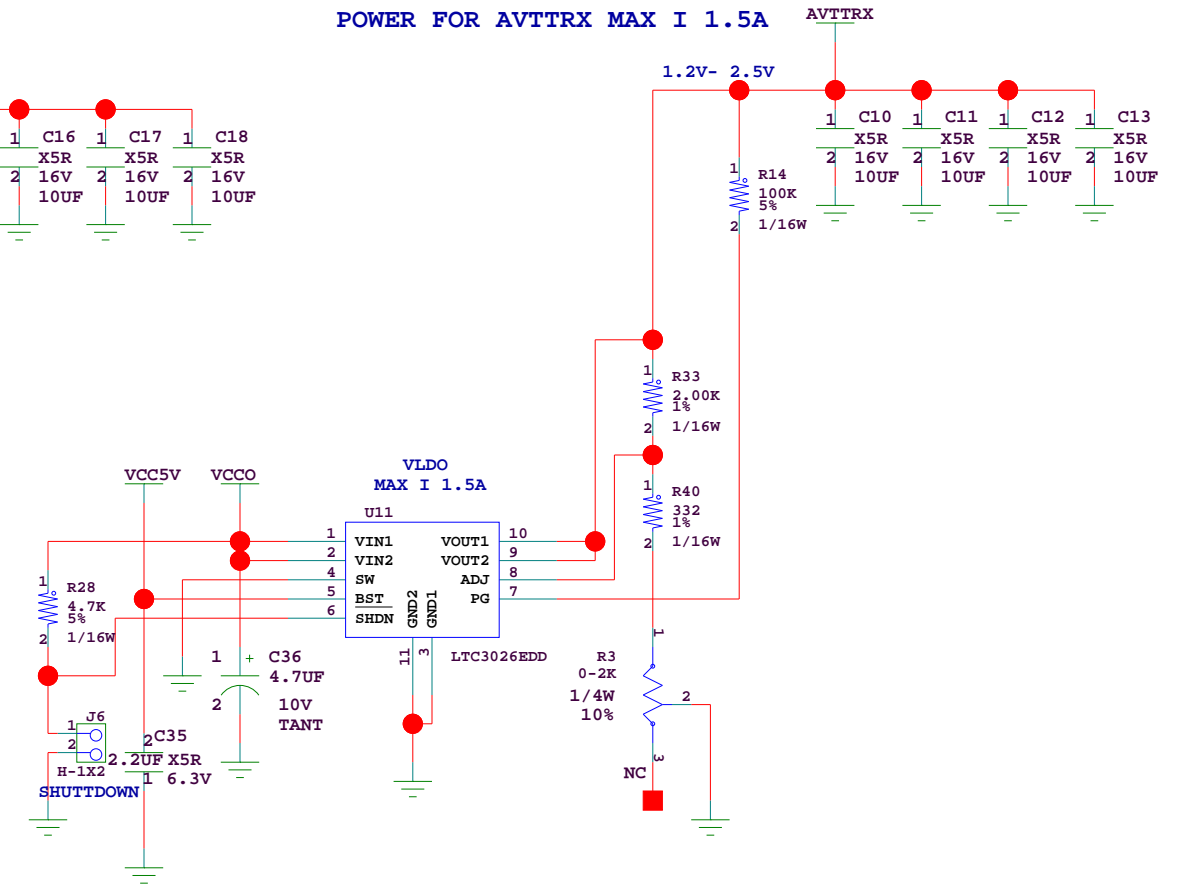 POWER FOR AVTTRX MAX I 1.5A
AVTTRX
1.2V- 2.5V
1 C16
X5R
2 16V
10UF
1 C17
X5R
2 16V
10UF
1 C18
X5R
2 16V
10UF
1 C10
X5R
2 16V
10UF
1 C11
X5R
2 16V
10UF
1 C12
X5R
2 16V
10UF
1 C13
X5R
2 16V
10UF
1
R14
100K
5%
2 1/16W
1
R33
2.00K
1%
2 1/16W
1
R40
332
1%
2 1/16W
VCC5V
VCCO
VLDO
MAX I 1.5A
U11
1 VIN1
2 VIN2
4 SW
5 BST
6 SHDN
VOUT1 10
VOUT2 9
ADJ 8
PG 7
GND2
GND1
11
3
LTC3026EDD
1
R28
4.7K
5%
2 1/16W
1 + C36
4.7UF
2 10V
TANT
J6
1
2
H-1X2
SHUTTDOWN
2 C35
2.2UF X5R
1 6.3V
1
R3
0-2K
1/4W
10%
2
3
NC